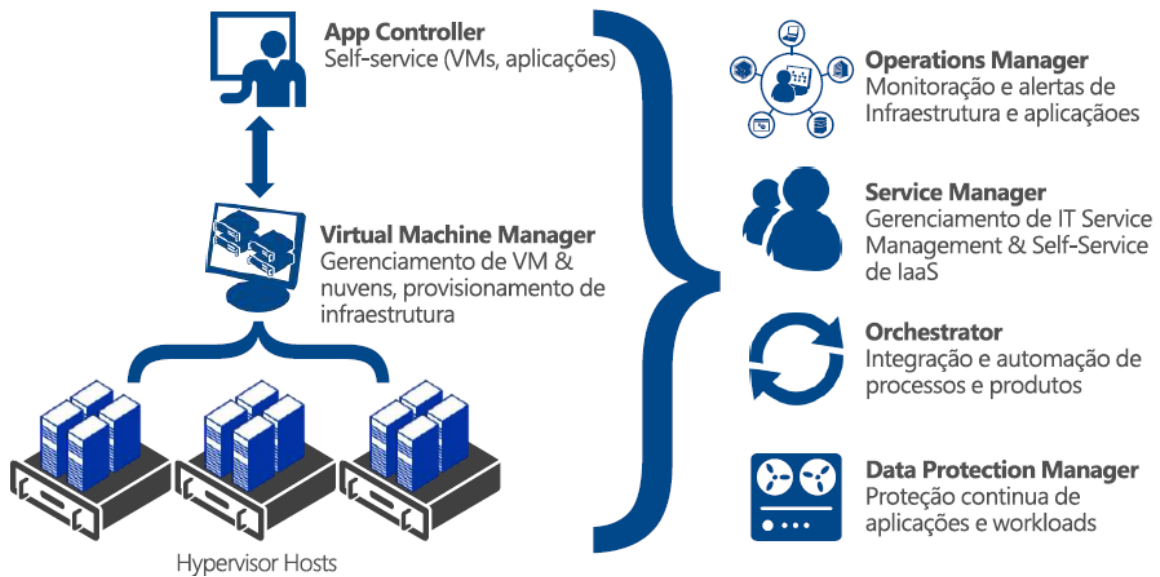 App Controller
Self-service (VMs, aplicações)
Virtual Machine Manager
Gerenciamento de VM &
nuvens, provisionamento de
infraestrutura
Hypervisor Hosts
Operations Manager
Monitoração e alertas de
Infraestrutura e aplicaçãoes
Service Manager
Gerenciamento de IT Service
Management & Self-Service
de IaaS
Orchestrator
Integração e automação de
processos e produtos
Data Protection Manager
Proteção continua de
aplicações e workloads